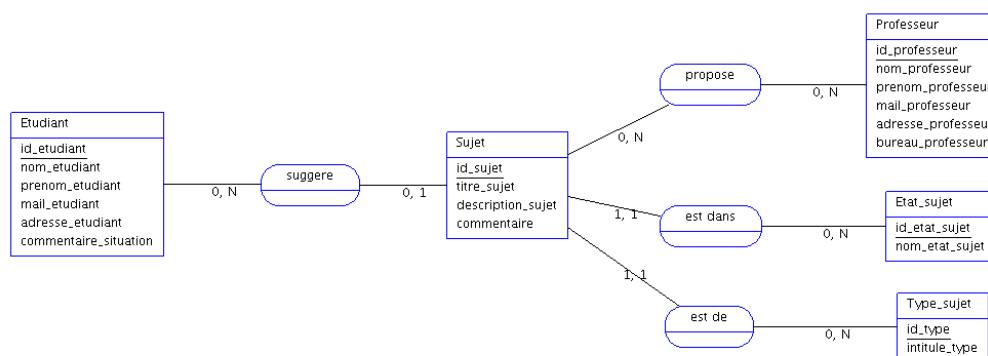 Etudiant
id_etudiant
nom_etudiant
prenom_etudiant
mail_etudiant
adresse_etudiant
commentaire_situation
0, N
suggere
0, 1
Sujet
id_sujet
titre_sujet
description_sujet
commentaire
0, N
propose
0, N
Professeur
id_professeur
nom_professeur
prenom_professeur
mail_professeur
adresse_professeur
bureau_professeur
1, 1
est dans
0, N
Etat_sujet
id_etat_sujet
nom_etat_sujet
1, 1
est de
0, N
Type_sujet
id_type
intitule_type